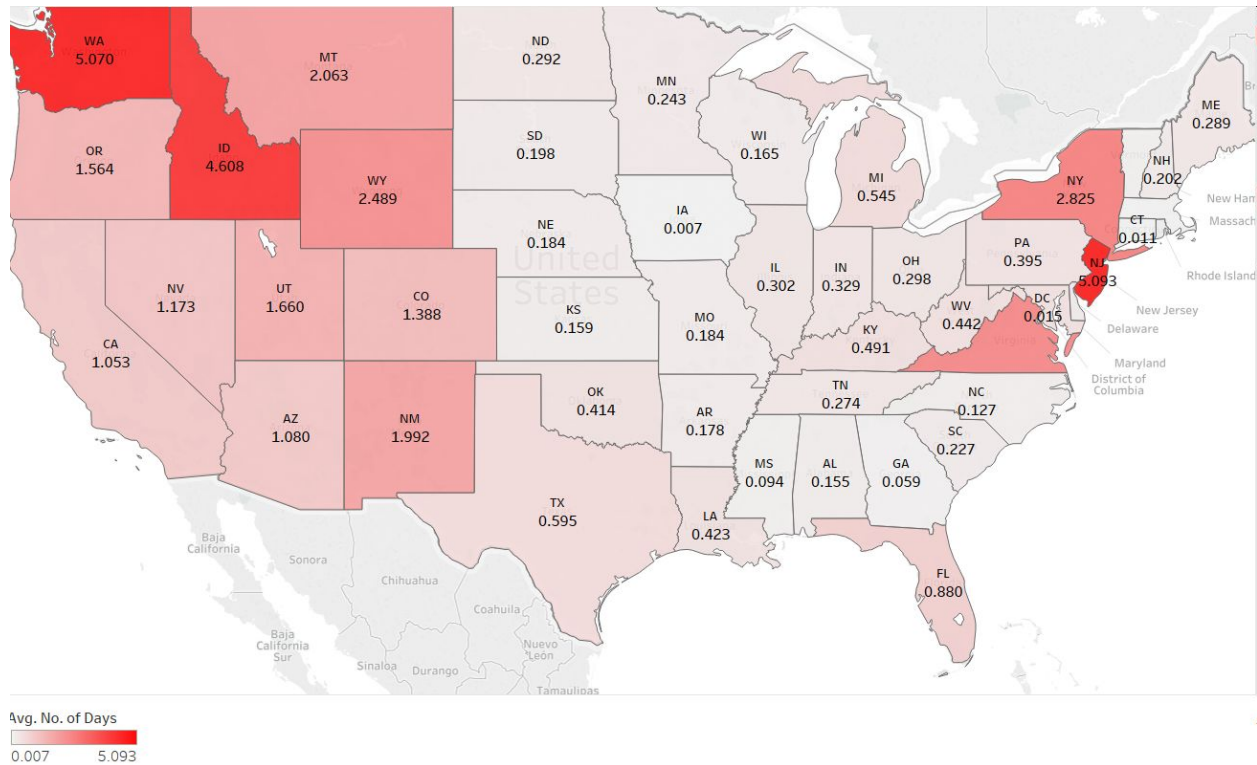 WA
5.070
MT
2.063
ND
0.292
MN
0.243
ME
0.289
OR
1.564
ID
4.608
SD
0.198
WI
0.165
MI
0.545
NH
0.202
New Ham
WY
2.489
NY
2.825
Massach
CT
0.011
IA
0.007
NE
0.184
United
States
PA
0.395
NJ
5.093
Rhode Island
IL
0.302
IN
0.329
OH
0.298
New Jersey
NV
1.173
UT
1.660
CO
1.388
KS
0.159
MO
0.184
WV
0.442
DC
0.015
Delaware
CA
1.053
KY
0.491
Virginia
Maryland
District of
Columbia
AZ
1.080
NM
1.992
OK
0.414
AR
0.178
TN
0.274
NC
0.127
SC
0.227
MS
0.094
AL
0.155
GA
0.059
TX
0.595
LA
0.423
FL
0.880
Baja
California
Sonora
Chihuahua
Coahuila
Baja
California
Sur
Sinaloa
Durango
Nuevo
León
Tamaulipas
Avg. No. of Days
0.007
5.093